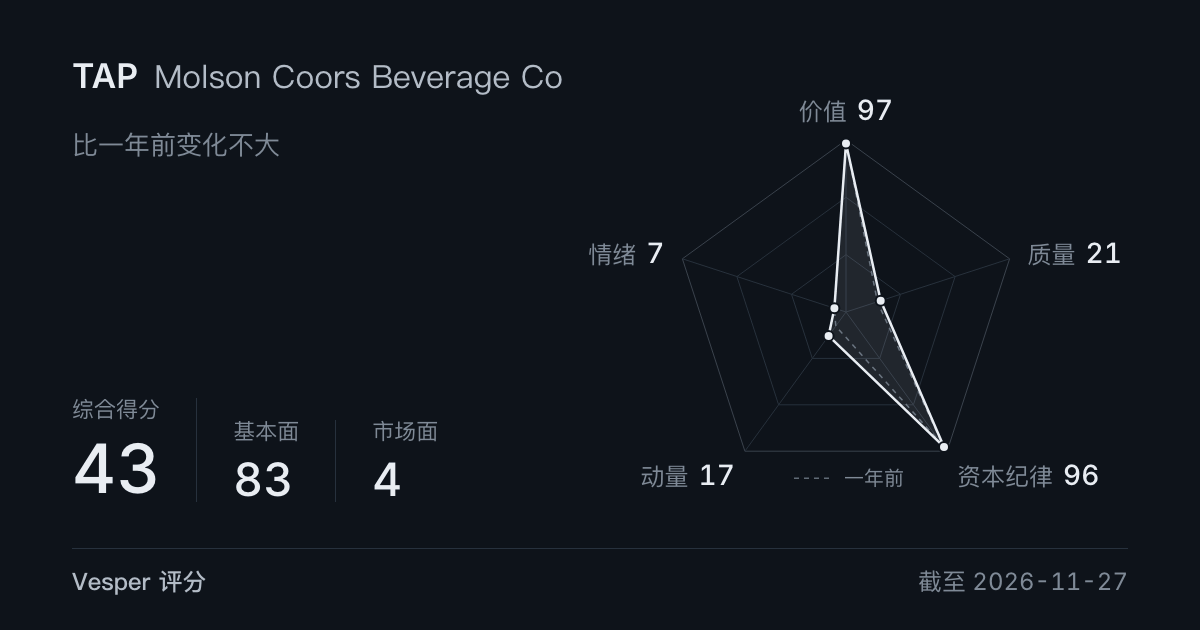 TAP Molson Coors Beverage Co
比一年前变化不大
价值 97
情绪 7
质量 21
动量 17
一年前
资本纪律 96
综合得分
43
基本面
83
市场面
4
Vesper 评分
截至 2026-11-27